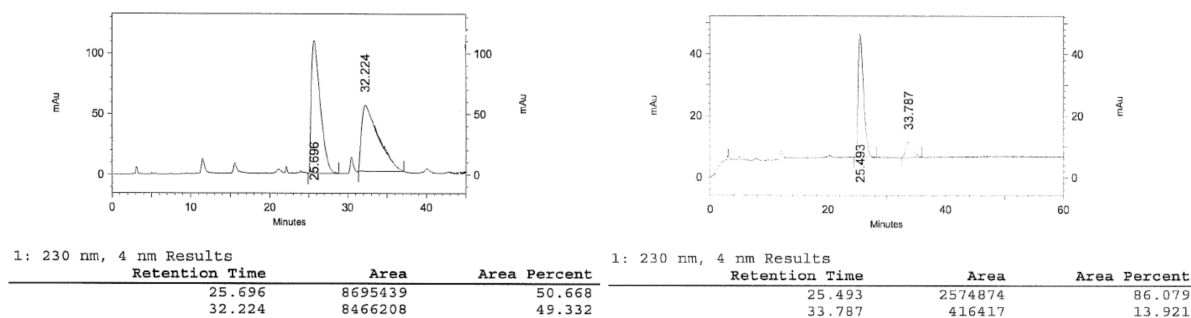 100
50
0
mAu
25.696
32.224
100
50
0
mAu
0 10 20 30 40
Minutes
1: 230 nm, 4 nm Results
Retention Time Area Area Percent
25.696 8695439 50.668
32.224 8466208 49.332
40
20
0
mAu
25.493
33.787
40
20
0
mAu
0 20 40 60
Minutes
1: 230 nm, 4 nm Results
Retention Time Area Area Percent
25.493 2574874 86.079
33.787 416417 13.921